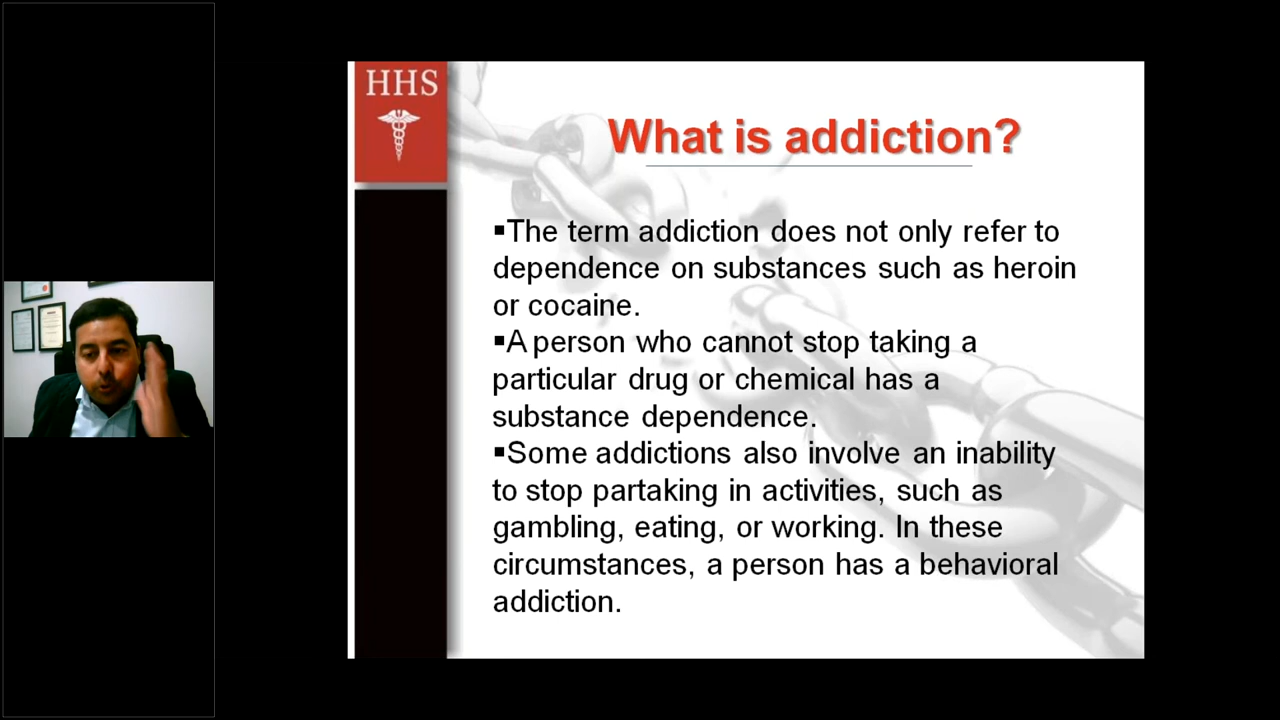 HHS
What is addiction?
▪The term addiction does not only refer to
dependence on substances such as heroin
or cocaine.
▪A person who cannot stop taking a
particular drug or chemical has a
substance dependence.
▪Some addictions also involve an inability
to stop partaking in activities, such as
gambling, eating, or working. In these
circumstances, a person has a behavioral
addiction.